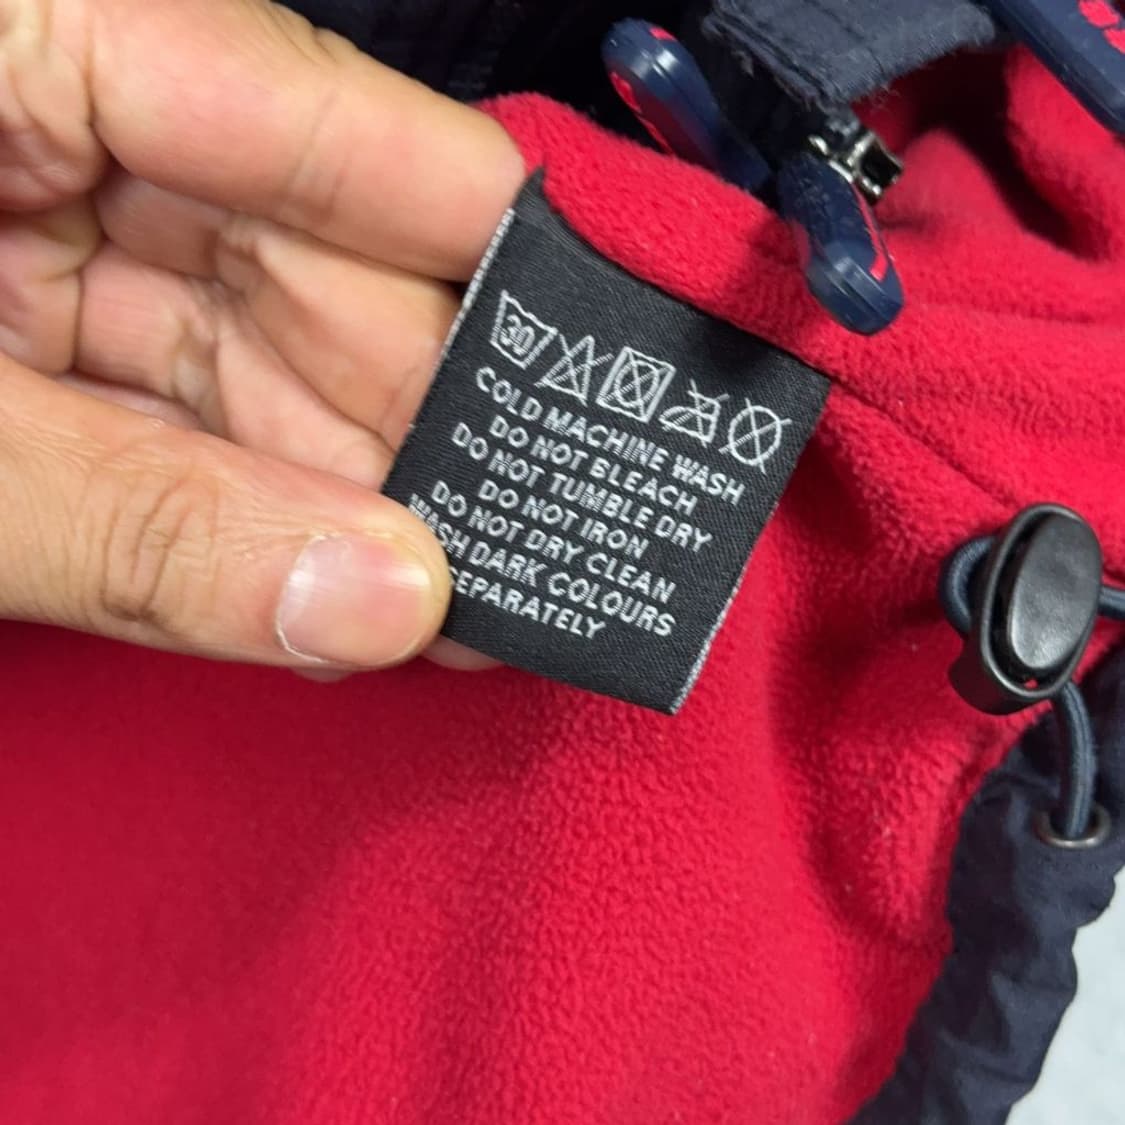 30
COLD MACHINE WASH
DO NOT BLEACH
DO NOT TUMBLE DRY
DO NOT IRON
DO NOT DRY CLEAN
WASH DARK COLOURS
SEPARATELY